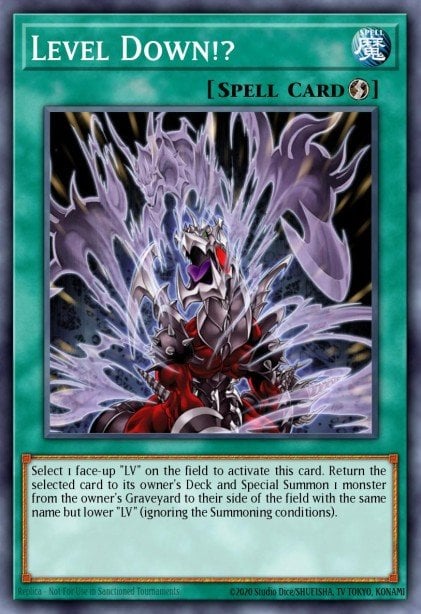 Level Down!?
SPELL
魔
[Spell Card]
Select 1 face-up "LV" on the field to activate this card. Return the
selected card to its owner's Deck and Special Summon 1 monster
from the owner's Graveyard to their side of the field with the same
name but lower "LV" (ignoring the Summoning conditions).
Replica - Not For Use in Sanctioned Tournaments
©2020 Studio Dice/SHUEISHA, TV TOKYO, KONAMI